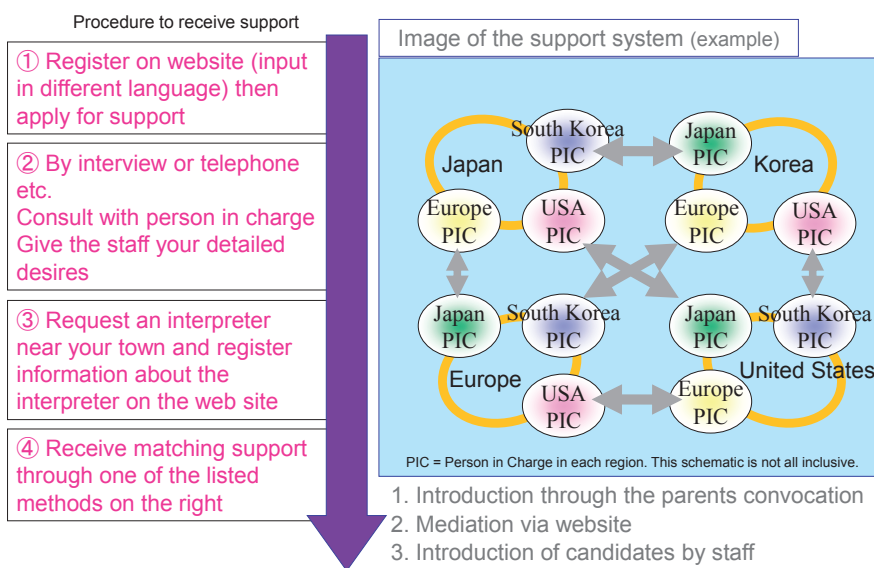 Procedure to receive support
① Register on website (input
in different language) then
apply for support
② By interview or telephone
etc.
Consult with person in charge
Give the staff your detailed
desires
③ Request an interpreter
near your town and register
information about the
interpreter on the web site
④ Receive matching support
through one of the listed
methods on the right
Image of the support system (example)
South Korea
PIC
Japan
Europe
PIC
USA
PIC
Japan
PIC
Korea
Europe
PIC
USA
PIC
Japan
PIC
South Korea
PIC
Europe
USA
PIC
Japan
PIC
South Korea
PIC
United States
Europe
PIC
PIC = Person in Charge in each region. This schematic is not all inclusive.
1. Introduction through the parents convocation
2. Mediation via website
3. Introduction of candidates by staff